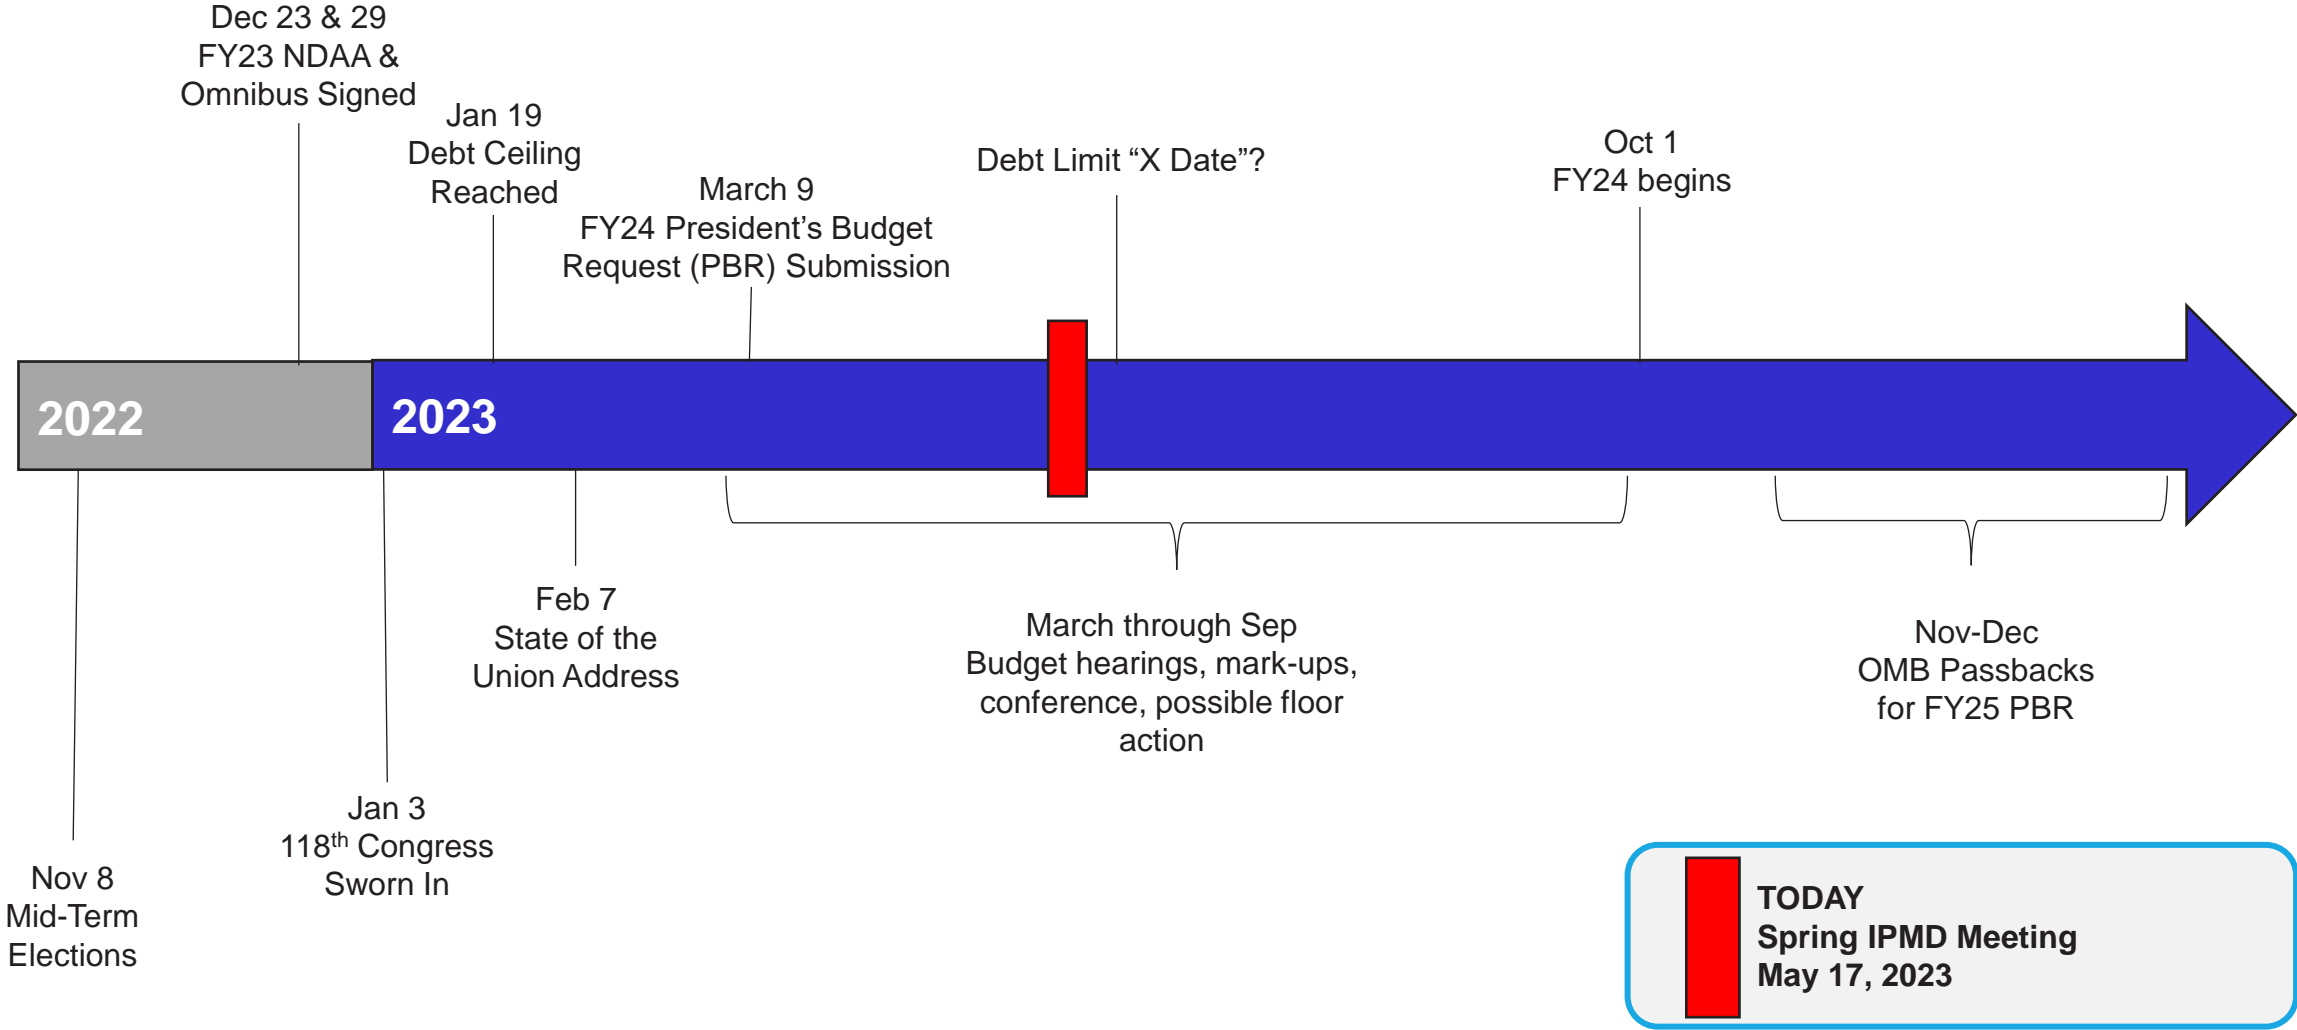 Dec 23 & 29
FY23 NDAA &
Omnibus Signed
Jan 19
Debt Ceiling
Reached
March 9
FY24 President’s Budget
Request (PBR) Submission
Debt Limit “X Date”?
Oct 1
FY24 begins
2022
2023
Nov 8
Mid-Term
Elections
Jan 3
118th Congress
Sworn In
Feb 7
State of the
Union Address
March through Sep
Budget hearings, mark-ups,
conference, possible floor
action
Nov-Dec
OMB Passbacks
for FY25 PBR
TODAY
Spring IPMD Meeting
May 17, 2023